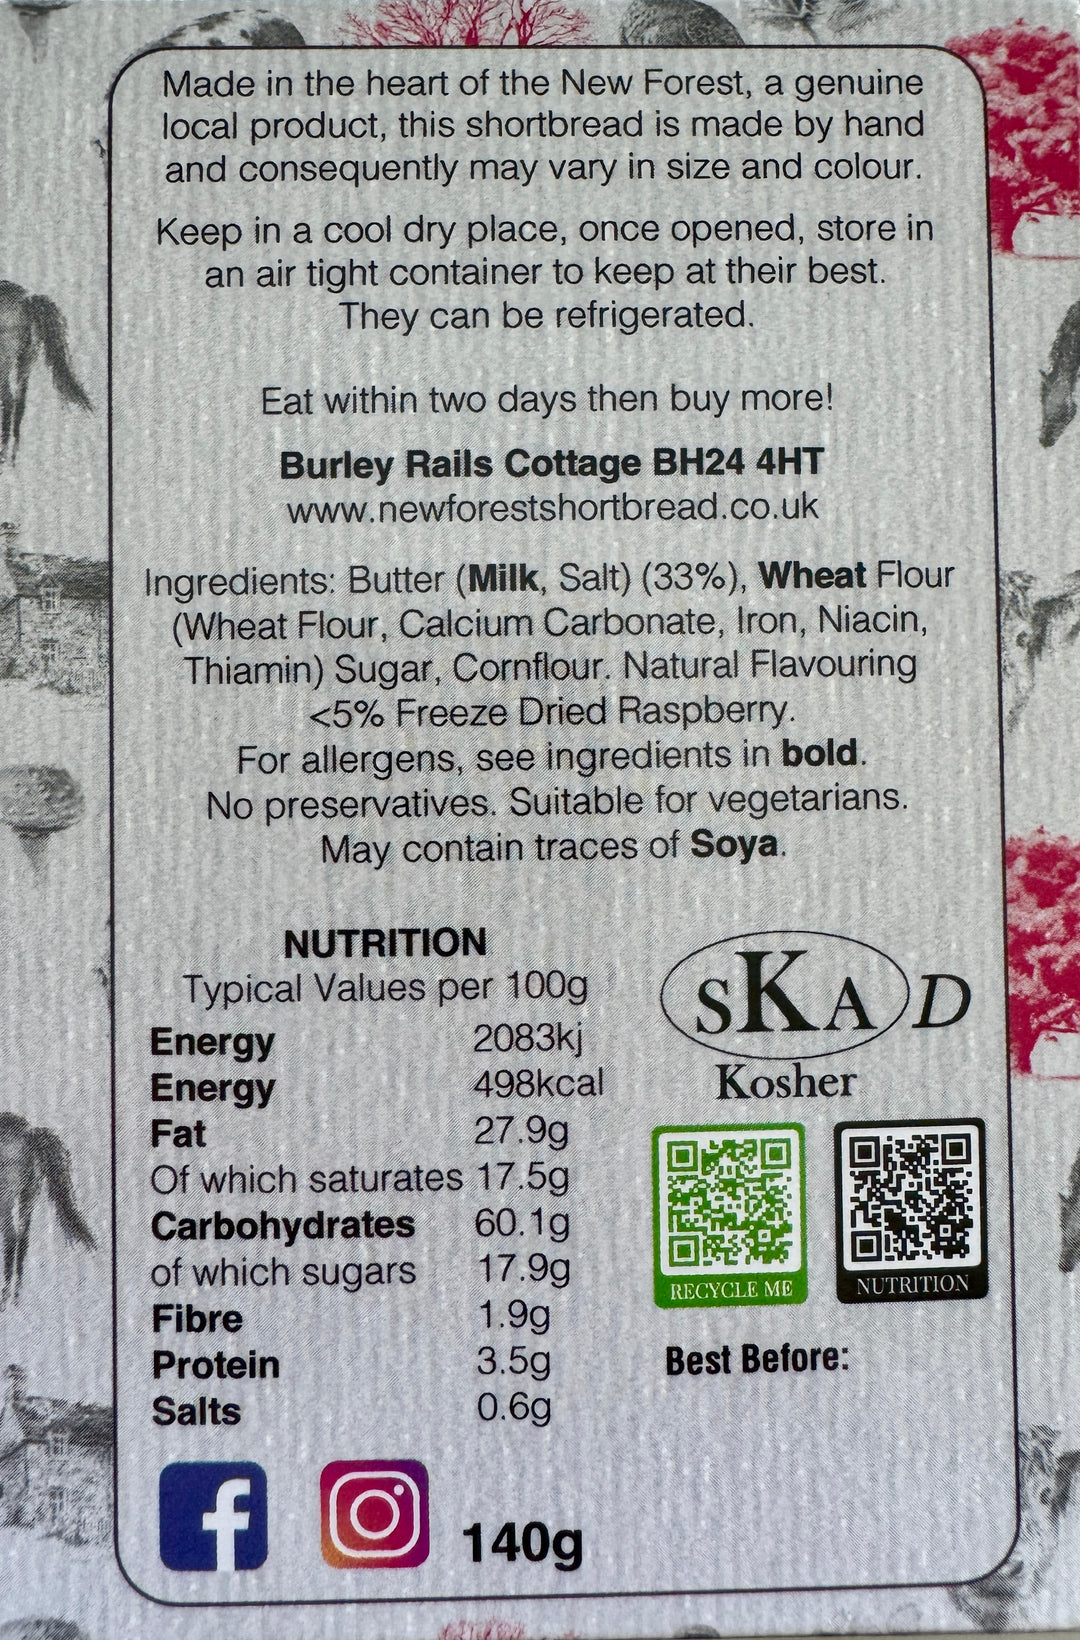 Made in the heart of the New Forest, a genuine
local product, this shortbread is made by hand
and consequently may vary in size and colour.
Keep in a cool dry place, once opened, store in
an air tight container to keep at their best.
They can be refrigerated.
Eat within two days then buy more!
Burley Rails Cottage BH24 4HT
www.newforestshortbread.co.uk
Ingredients: Butter (Milk, Salt) (33%), Wheat Flour
(Wheat Flour, Calcium Carbonate, Iron, Niacin,
Thiamin) Sugar, Cornflour. Natural Flavouring
<5% Freeze Dried Raspberry.
For allergens, see ingredients in bold.
No preservatives. Suitable for vegetarians.
May contain traces of Soya.
NUTRITION
Typical Values per 100g
Energy 2083kj
Energy 498kcal
Fat 27.9g
Of which saturates 17.5g
Carbohydrates 60.1g
of which sugars 17.9g
Fibre 1.9g
Protein 3.5g
Salts 0.6g
SKA D
Kosher
RECYCLE ME
NUTRITION
Best Before:
140g